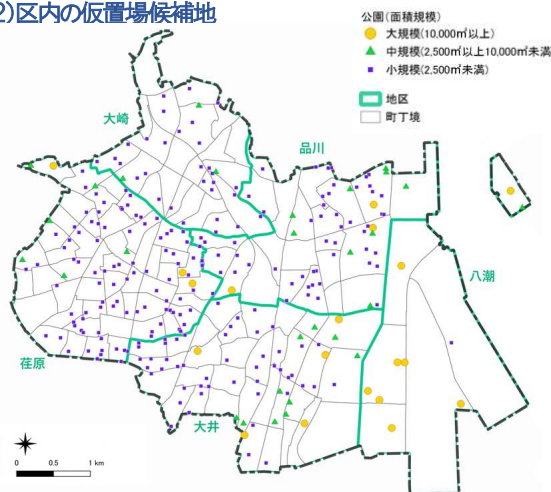 2)区内の仮置場候補地
公園(面積規模)
大規模(10,000㎡以上)
中規模(2,500㎡以上10,000㎡未満
小規模(2,500㎡未満)
地区
町丁境
大崎
品川
八潮
荏原
大井
0 0.5 1 km